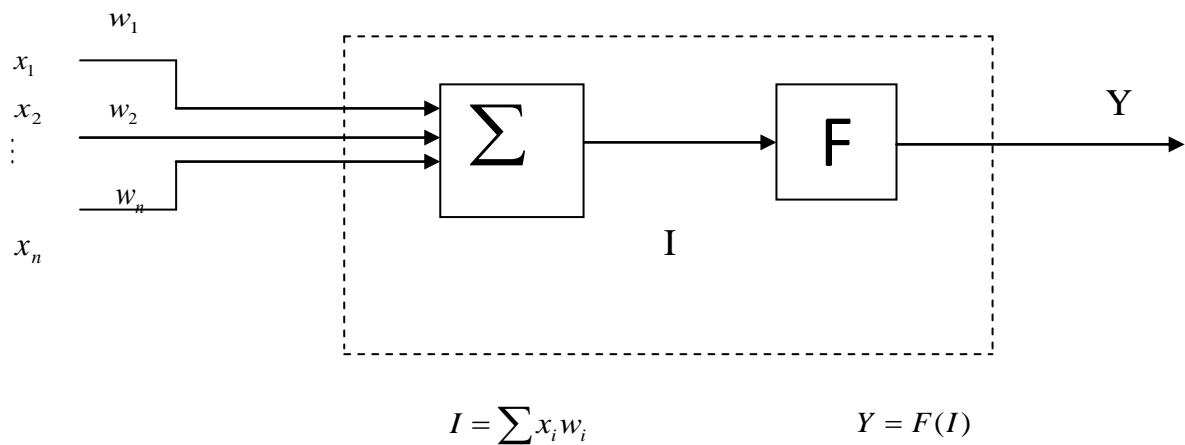 w₁
x₁
x₂ w₂
⋮
wₙ
xₙ
Σ
F
Y
I
I = ∑ xᵢwᵢ Y = F(I)